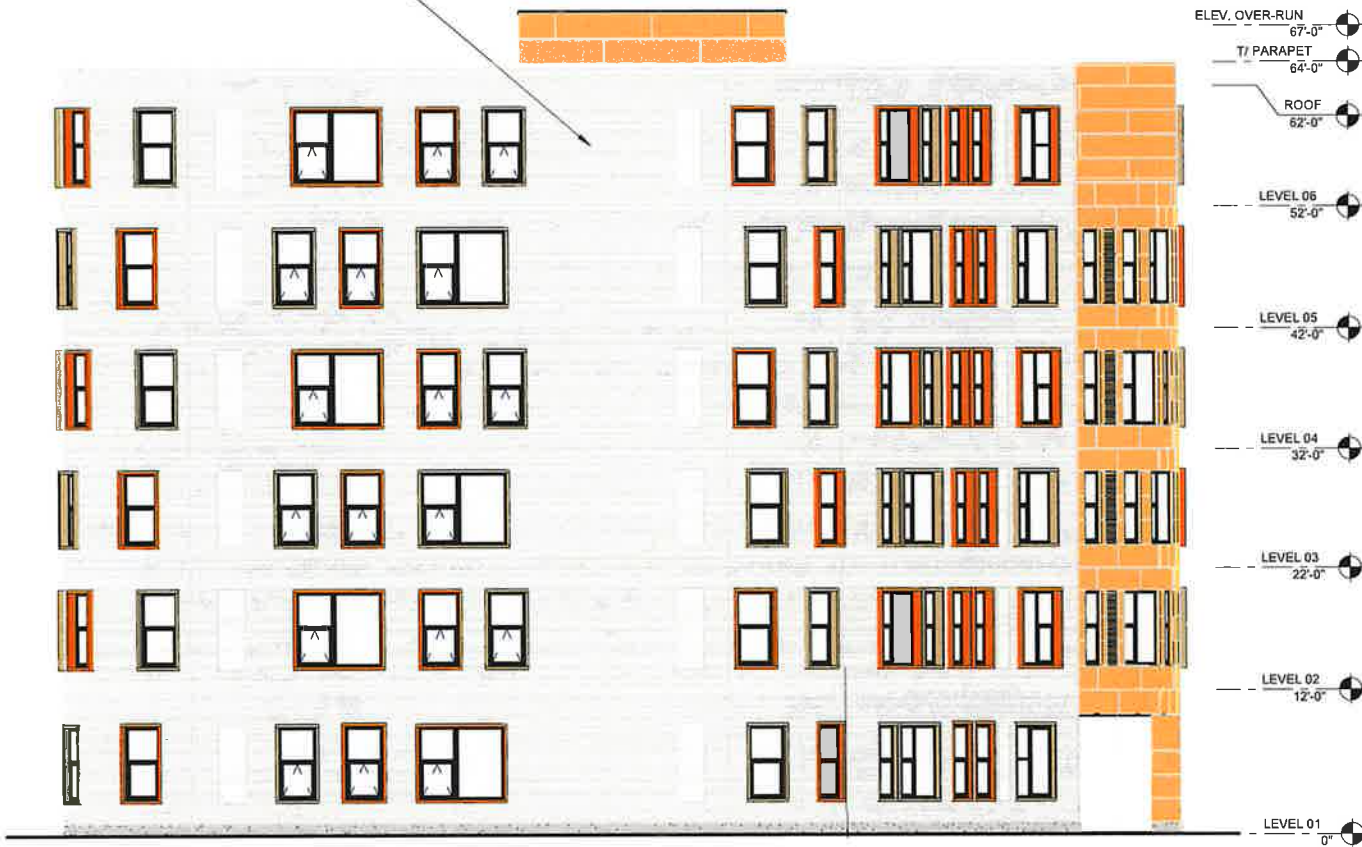 ELEV. OVER-RUN
67'-0"
T/ PARAPET
64'-0"
ROOF
62'-0"
LEVEL 06
52'-0"
LEVEL 05
42'-0"
LEVEL 04
32'-0"
LEVEL 03
22'-0"
LEVEL 02
12'-0"
LEVEL 01
0"